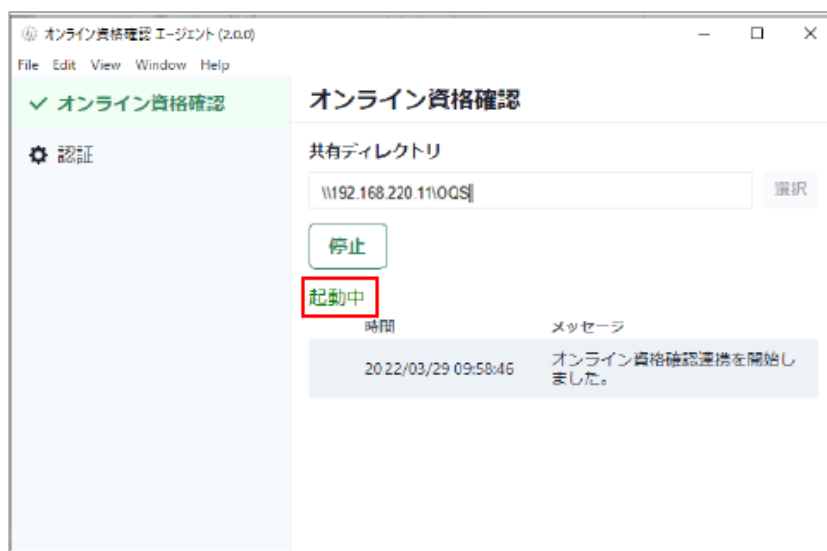 オンライン資格確認 エージェント (2.0.0)
File Edit View Window Help
オンライン資格確認
認証
オンライン資格確認
共有ディレクトリ
\\192.168.220.11\OQS
選択
停止
起動中
時間 メッセージ
2022/03/29 09:58:46 オンライン資格確認連携を開始し
ました。